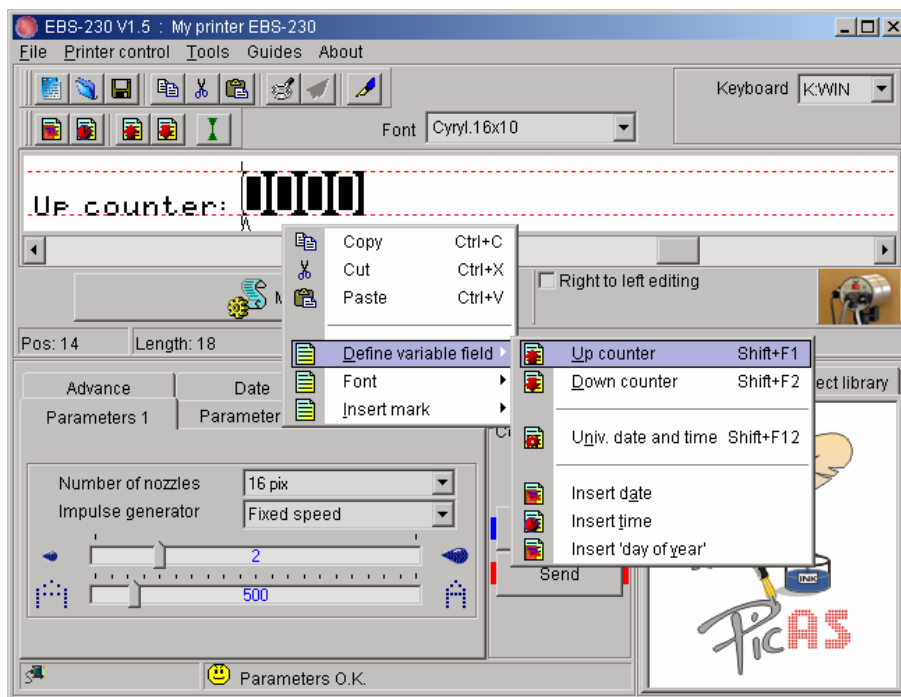 EBS-230 V1.5 : My printer EBS-230
File Printer control Tools Guides About
Keyboard K:WIN
Font Cyryl.16x10
Up counter:
Copy Ctrl+C
Cut Ctrl+X
Paste Ctrl+V
Right to left editing
Pos: 14 Length: 18
Define variable field
Font
Insert mark
Up counter Shift+F1
Down counter Shift+F2
Univ. date and time Shift+F12
Insert date
Insert time
Insert 'day of year'
Advance Date ect library
Parameters 1 Parameter
Number of nozzles 16 pix
Impulse generator Fixed speed
2
500
Send
INK
PicAS
Parameters O.K.